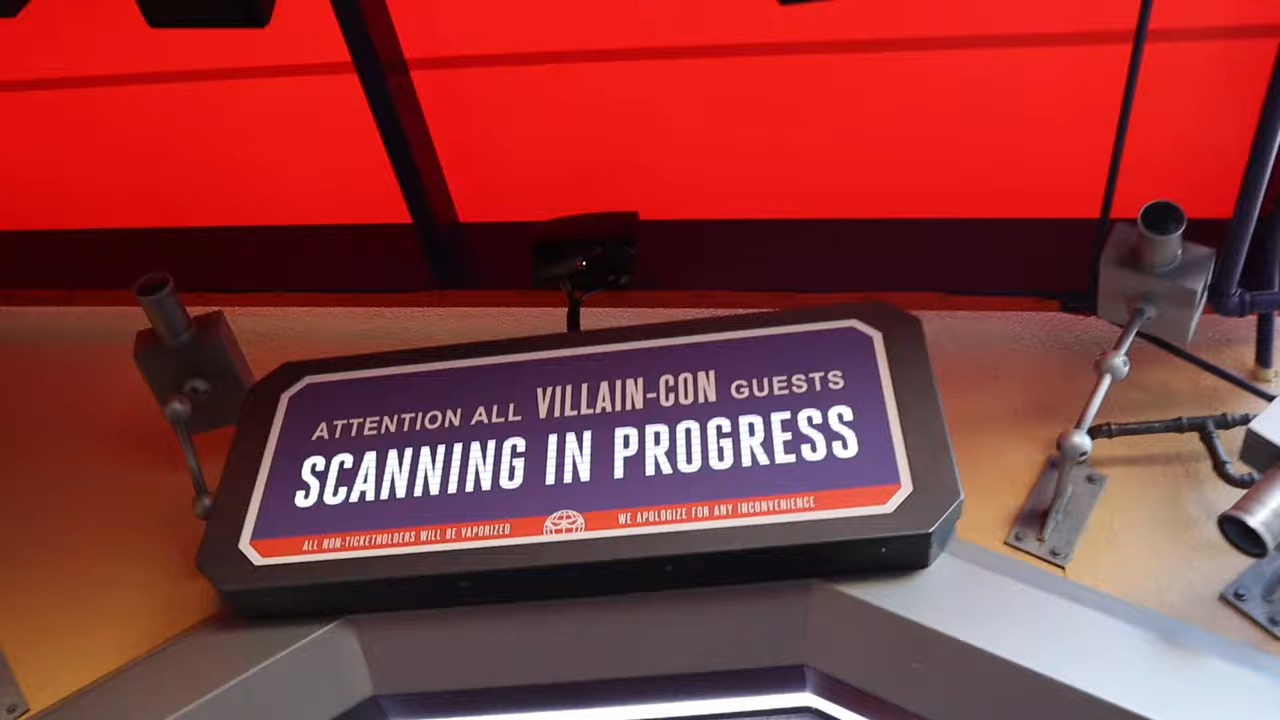 ATTENTION ALL VILLAIN-CON GUESTS
SCANNING IN PROGRESS
ALL NON-TICKETHOLDERS WILL BE VAPORIZED
WE APOLOGIZE FOR ANY INCONVENIENCE